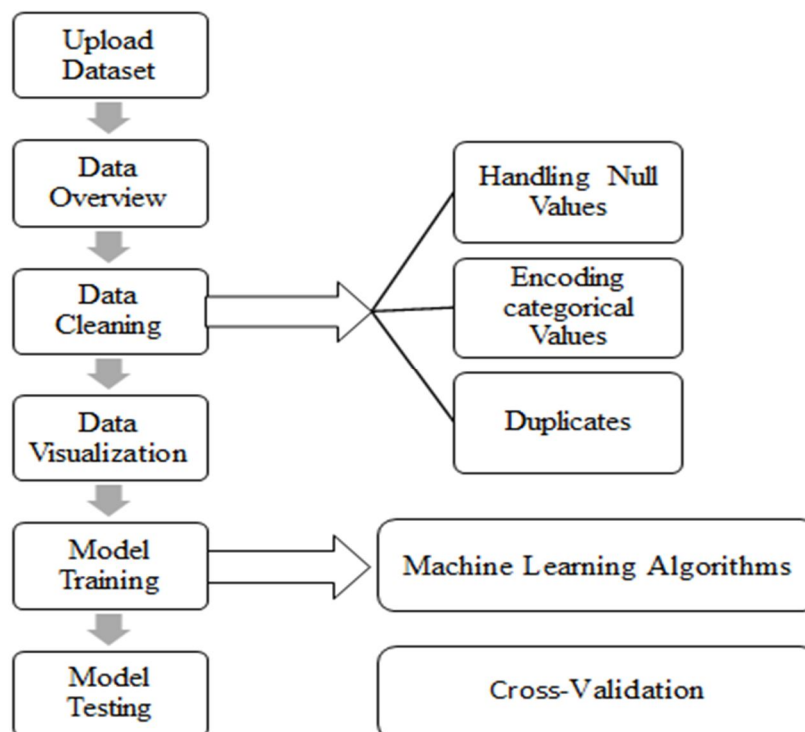 Upload
Dataset
Data
Overview
Data
Cleaning
Handling Null
Values
Encoding
categorical
Values
Duplicates
Data
Visualization
Model
Training
Machine Learning Algorithms
Model
Testing
Cross-Validation